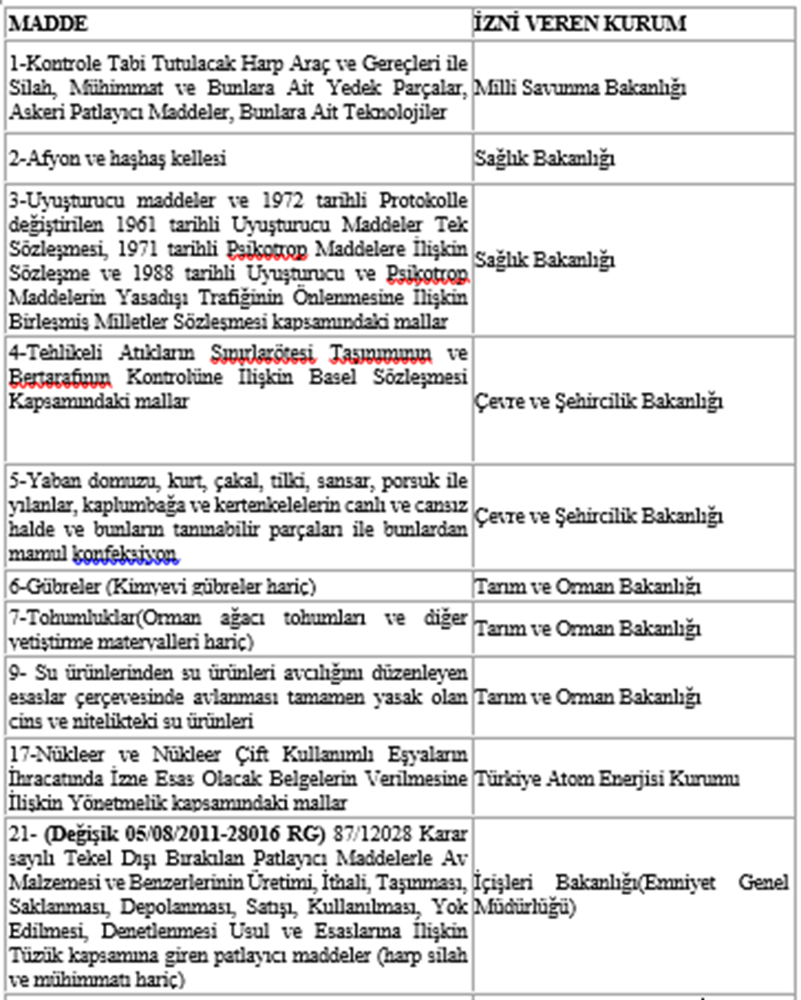 MADDE
İZNİ VEREN KURUM
1-Kontrole Tabi Tutulacak Harp Araç ve Gereçleri ile
Silah, Mühimmat ve Bunlara Ait Yedek Parçalar,
Askeri Patlayıcı Maddeler, Bunlara Ait Teknolojiler
Milli Savunma Bakanlığı
2-Afyon ve haşhaş kellesi
Sağlık Bakanlığı
3-Uyuşturucu maddeler ve 1972 tarihli Protokolle
değiştirilen 1961 tarihli Uyuşturucu Maddeler Tek
Sözleşmesi, 1971 tarihli Psikotrop Maddelere İlişkin
Sözleşme ve 1988 tarihli Uyuşturucu ve Psikotrop
Maddelerin Yasadışı Trafiğinin Önlenmesine İlişkin
Birleşmiş Milletler Sözleşmesi kapsamındaki mallar
Sağlık Bakanlığı
4-Tehlikeli Atıkların Sınırlarötesi Taşınımının ve
Bertarafının Kontrolüne İlişkin Basel Sözleşmesi
Kapsamındaki mallar
Çevre ve Şehircilik Bakanlığı
5-Yaban domuzu, kurt, çakal, tilki, sansar, porsuk ile
yılanlar, kaplumbağa ve kertenkelelerin canlı ve cansız
halde ve bunların tanınabilir parçaları ile bunlardan
mamul konfeksiyon
Çevre ve Şehircilik Bakanlığı
6-Gübreler (Kimyevi gübreler hariç)
Tarım ve Orman Bakanlığı
7-Tohumluklar(Orman ağacı tohumları ve diğer
yetiştirme materyalleri hariç)
Tarım ve Orman Bakanlığı
9- Su ürünlerinden su ürünleri avcılığını düzenleyen
esaslar çerçevesinde avlanması tamamen yasak olan
cins ve nitelikteki su ürünleri
Tarım ve Orman Bakanlığı
17-Nükleer ve Nükleer Çift Kullanımlı Eşyaların
İhracatında İzne Esas Olacak Belgelerin Verilmesine
İlişkin Yönetmelik kapsamındaki mallar
Türkiye Atom Enerjisi Kurumu
21- (Değişik 05/08/2011-28016 RG) 87/12028 Karar
sayılı Tekel Dışı Bırakılan Patlayıcı Maddelerle Av
Malzemesi ve Benzerlerinin Üretimi, İthali, Taşınması,
Saklanması, Depolanması, Satışı, Kullanılması, Yok
Edilmesi, Denetlenmesi Usul ve Esaslarına İlişkin
Tüzük kapsamına giren patlayıcı maddeler (harp silah
ve mühimmatı hariç)
İçişleri Bakanlığı(Emniyet Genel
Müdürlüğü)